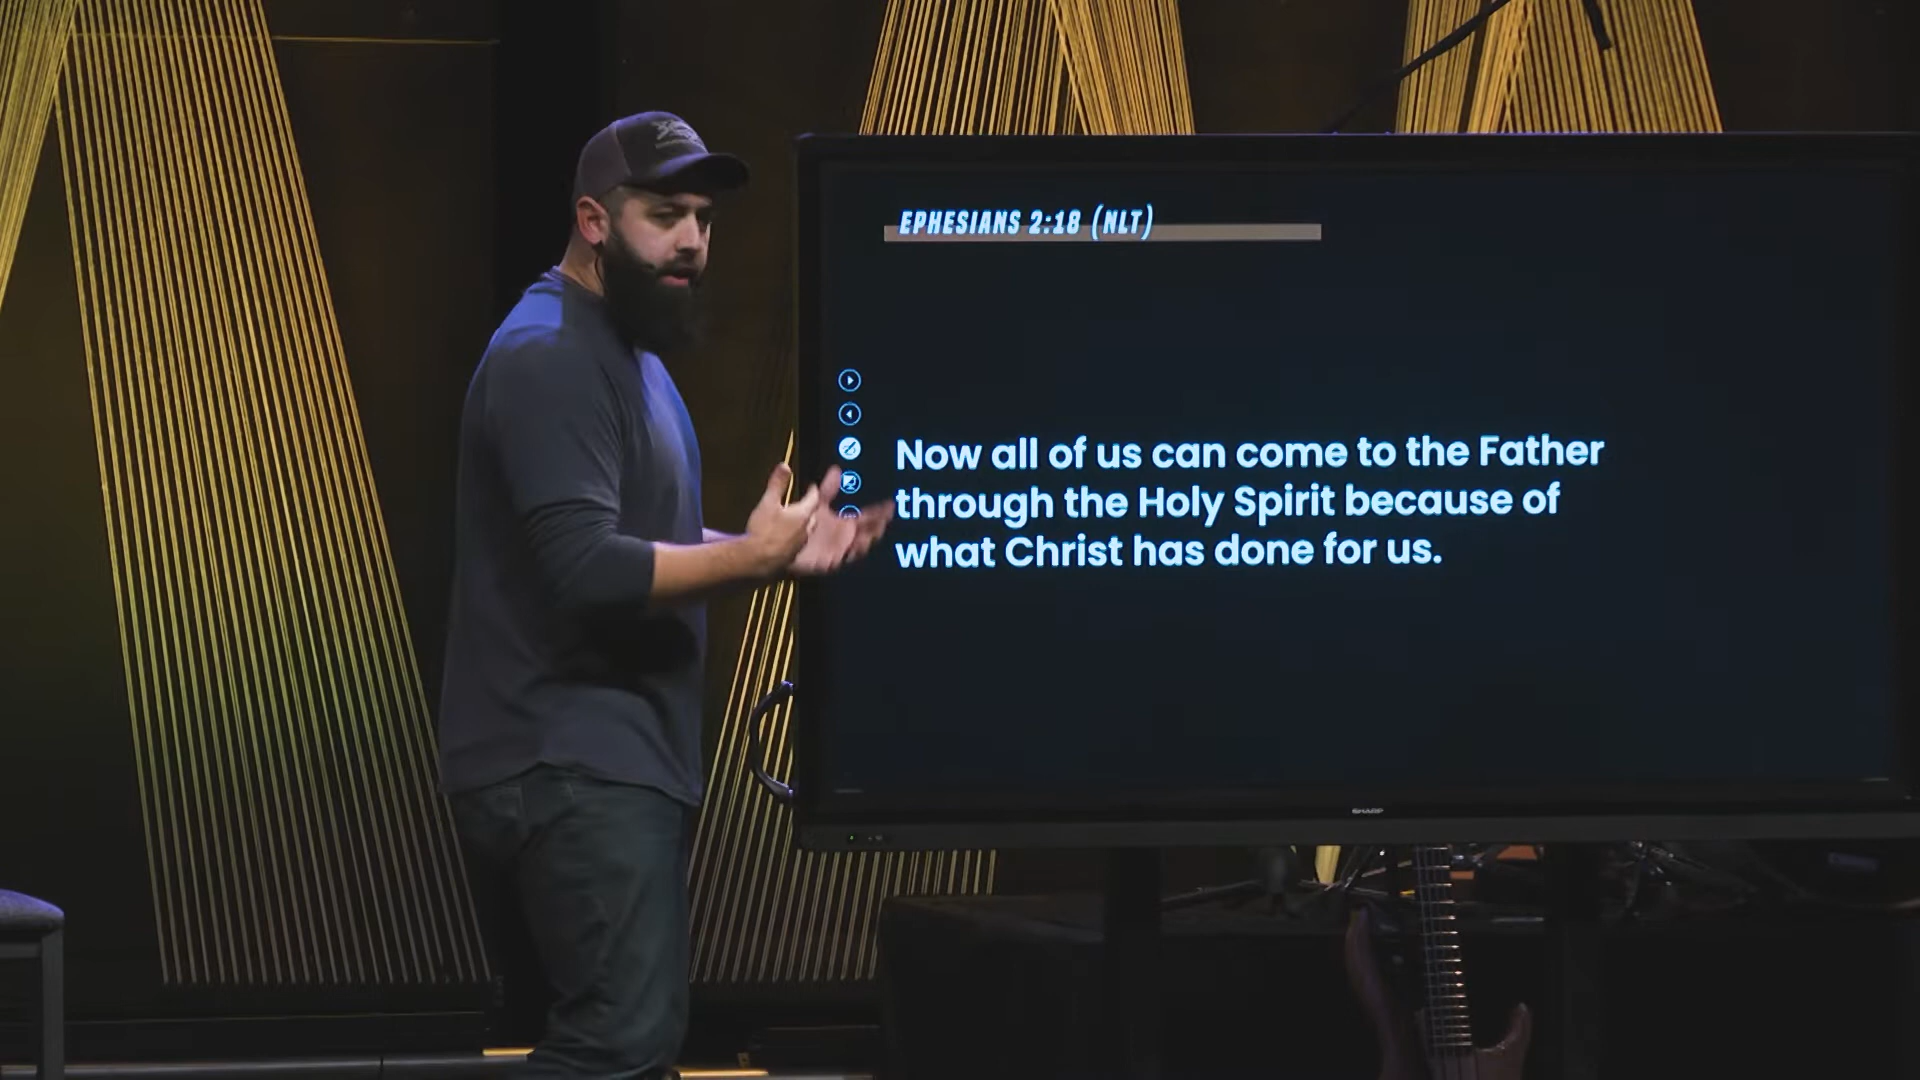 EPHESIANS 2:18 (NLT)
Now all of us can come to the Father
through the Holy Spirit because of
what Christ has done for us.
SHARP